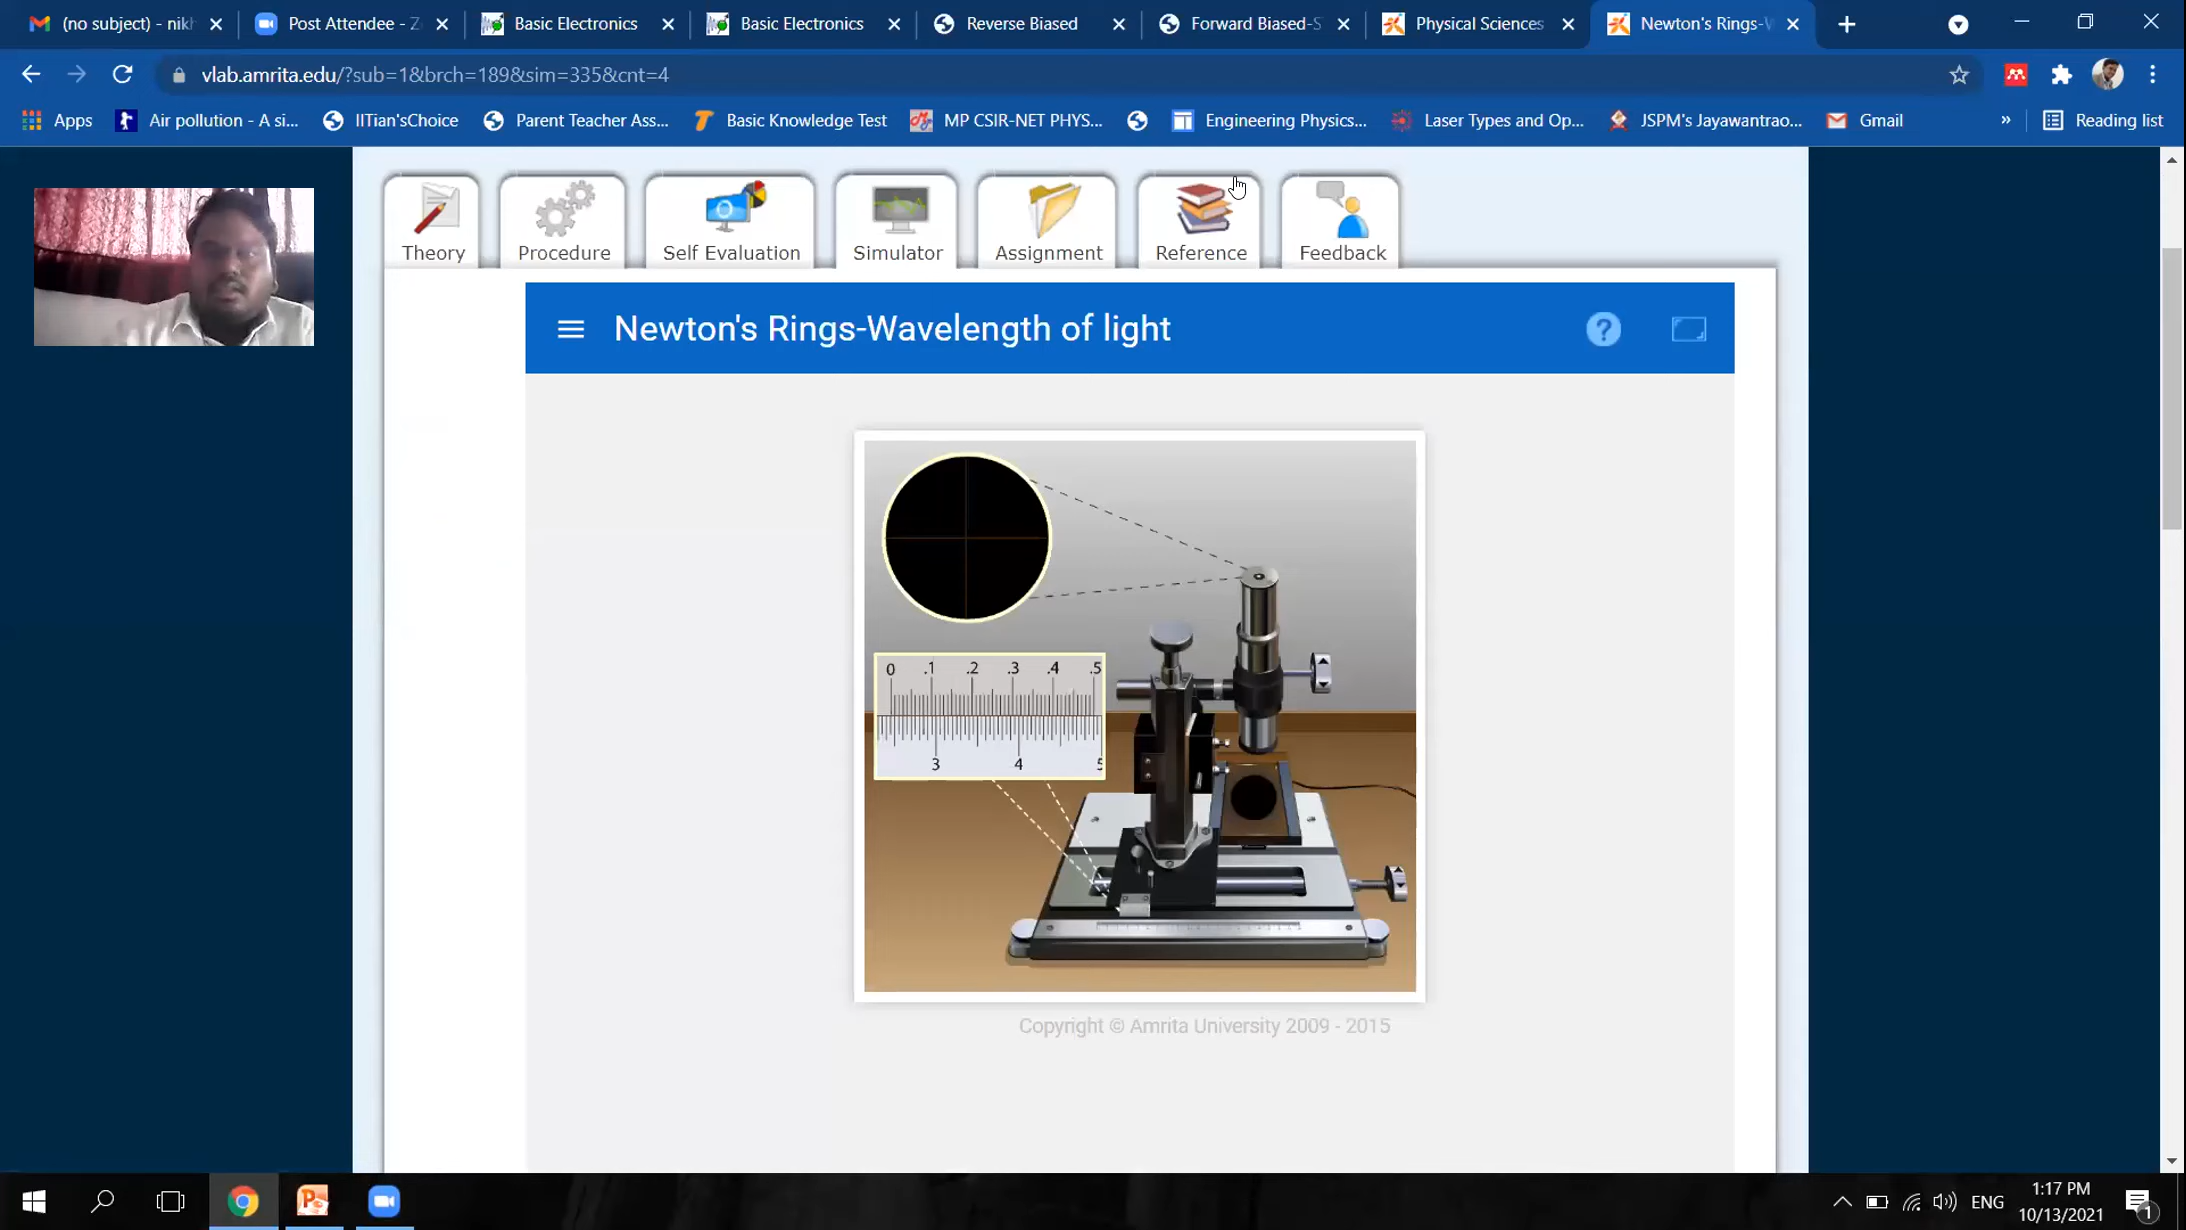 (no subject) - nikh
Post Attendee - Z
Basic Electronics
Basic Electronics
Reverse Biased
Forward Biased-S
Physical Sciences
Newton's Rings-W
vlab.amrita.edu/?sub=1&brch=189&sim=335&cnt=4
Apps
Air pollution - A si...
IITian'sChoice
Parent Teacher Ass...
Basic Knowledge Test
MP CSIR-NET PHYS...
Engineering Physics...
Laser Types and Op...
JSPM's Jayawantrao...
Gmail
»
Reading list
Theory
Procedure
Self Evaluation
Simulator
Assignment
Reference
Feedback
Newton's Rings-Wavelength of light
?
0 .1 .2 .3 .4 .5
3 4 5
Copyright © Amrita University 2009 - 2015
ENG
1:17 PM
10/13/2021
1